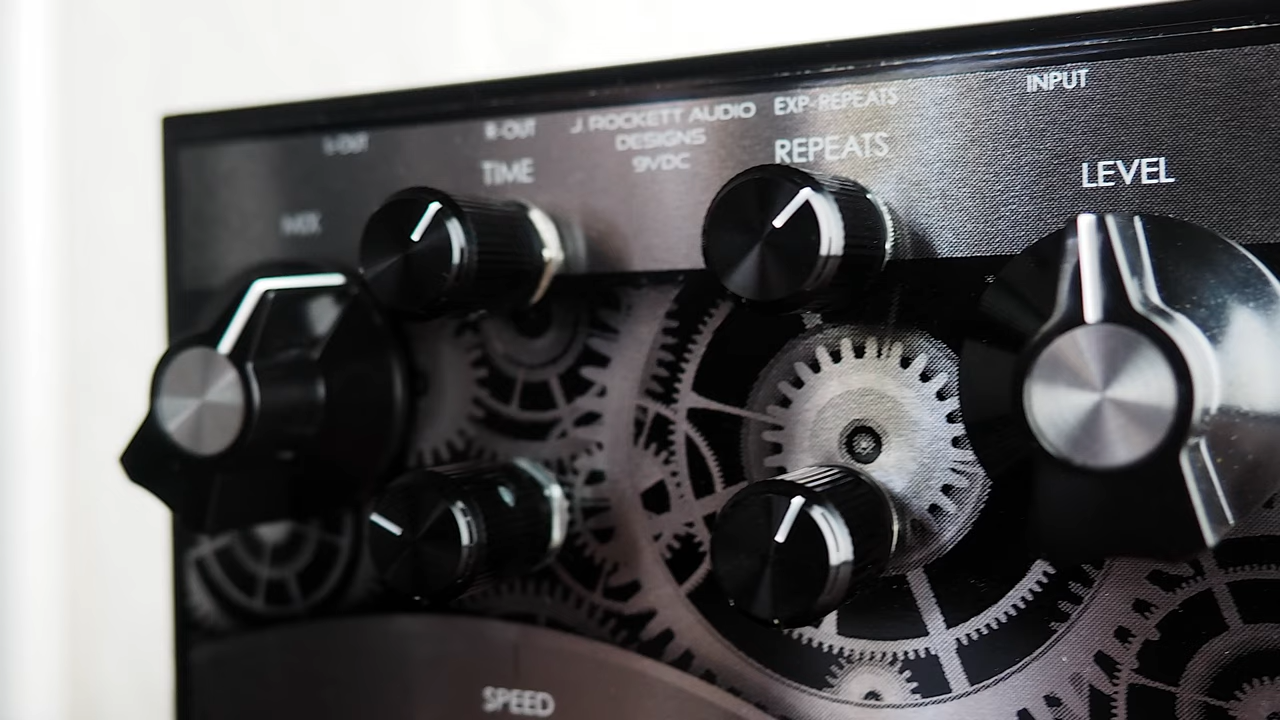 INPUT
EXP-REPEATS
J. ROCKETT AUDIO
DESIGNS
9VDC
R-OUT
L-OUT
MIX
TIME
REPEATS
LEVEL
SPEED